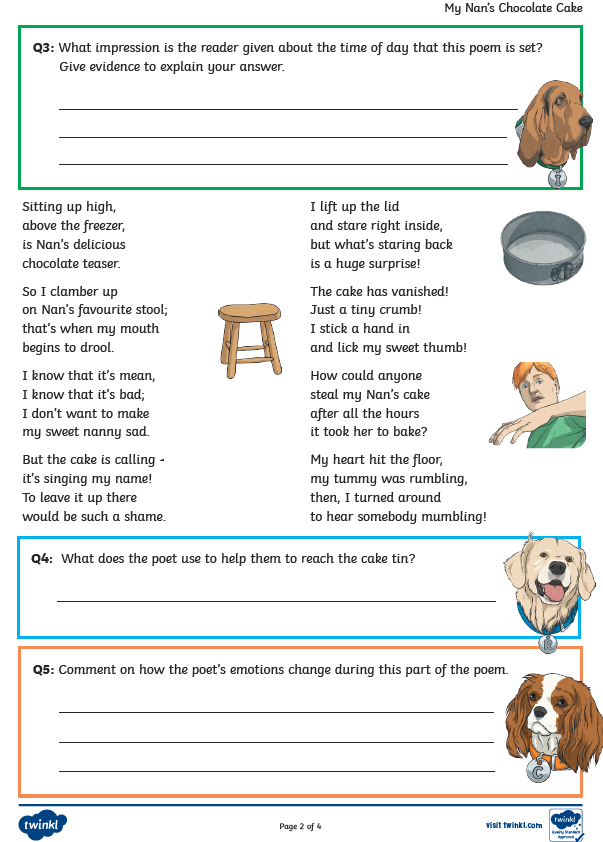 My Nan's Chocolate Cake
Q3: What impression is the reader given about the time of day that this poem is set?
Give evidence to explain your answer.
I
Sitting up high,
above the freezer,
is Nan's delicious
chocolate teaser.
So I clamber up
on Nan's favourite stool;
that's when my mouth
begins to drool.
I know that it's mean,
I know that it's bad;
I don't want to make
my sweet nanny sad.
But the cake is calling -
it's singing my name!
To leave it up there
would be such a shame.
I lift up the lid
and stare right inside,
but what's staring back
is a huge surprise!
The cake has vanished!
Just a tiny crumb!
I stick a hand in
and lick my sweet thumb!
How could anyone
steal my Nan's cake
after all the hours
it took her to bake?
My heart hit the floor,
my tummy was rumbling,
then, I turned around
to hear somebody mumbling!
Q4: What does the poet use to help them to reach the cake tin?
R
Q5: Comment on how the poet's emotions change during this part of the poem.
C
twinkl
Page 2 of 4
visit twinkl.com
twinkl
Quality Standard
Approved